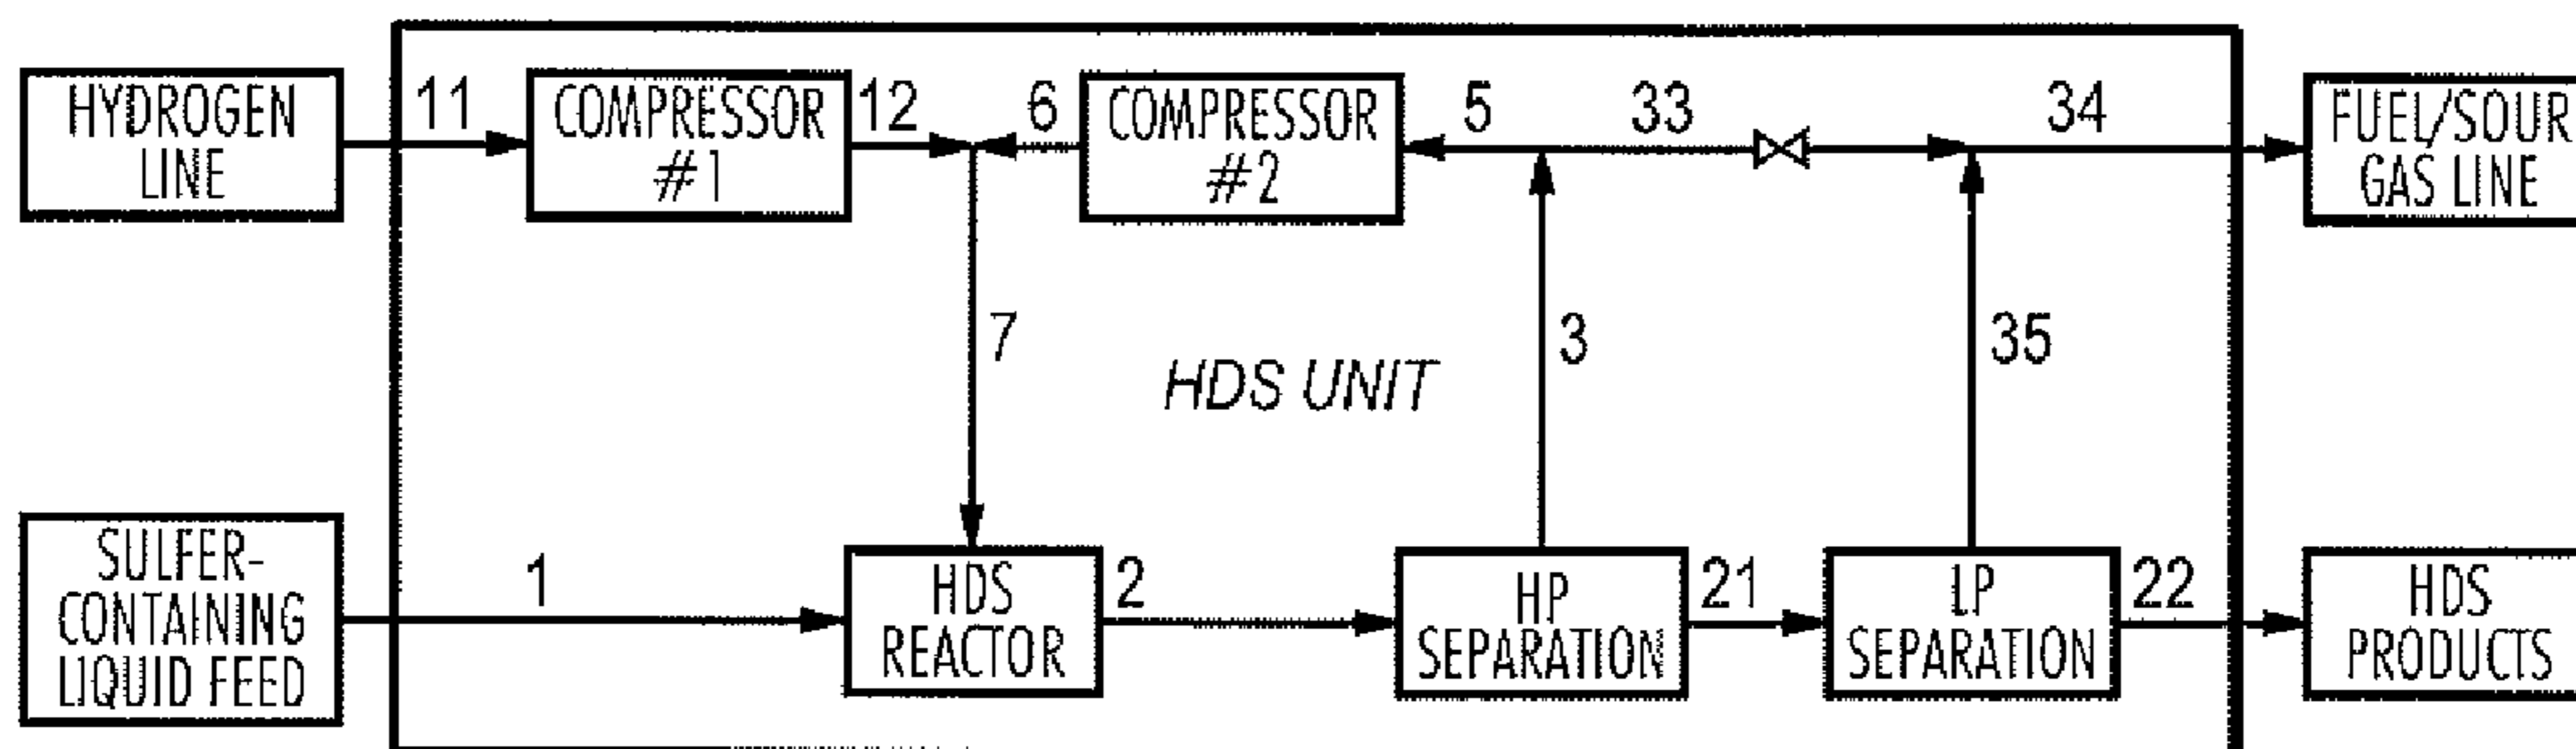 HYDROGEN
LINE
11
COMPRESSOR
#1
12
6
COMPRESSOR
#2
5
33
34
FUEL/SOUR
GAS LINE
7
HDS UNIT
3
35
SULFER-
CONTAINING
LIQUID FEED
1
HDS
REACTOR
2
HP
SEPARATION
21
LP
SEPARATION
22
HDS
PRODUCTS